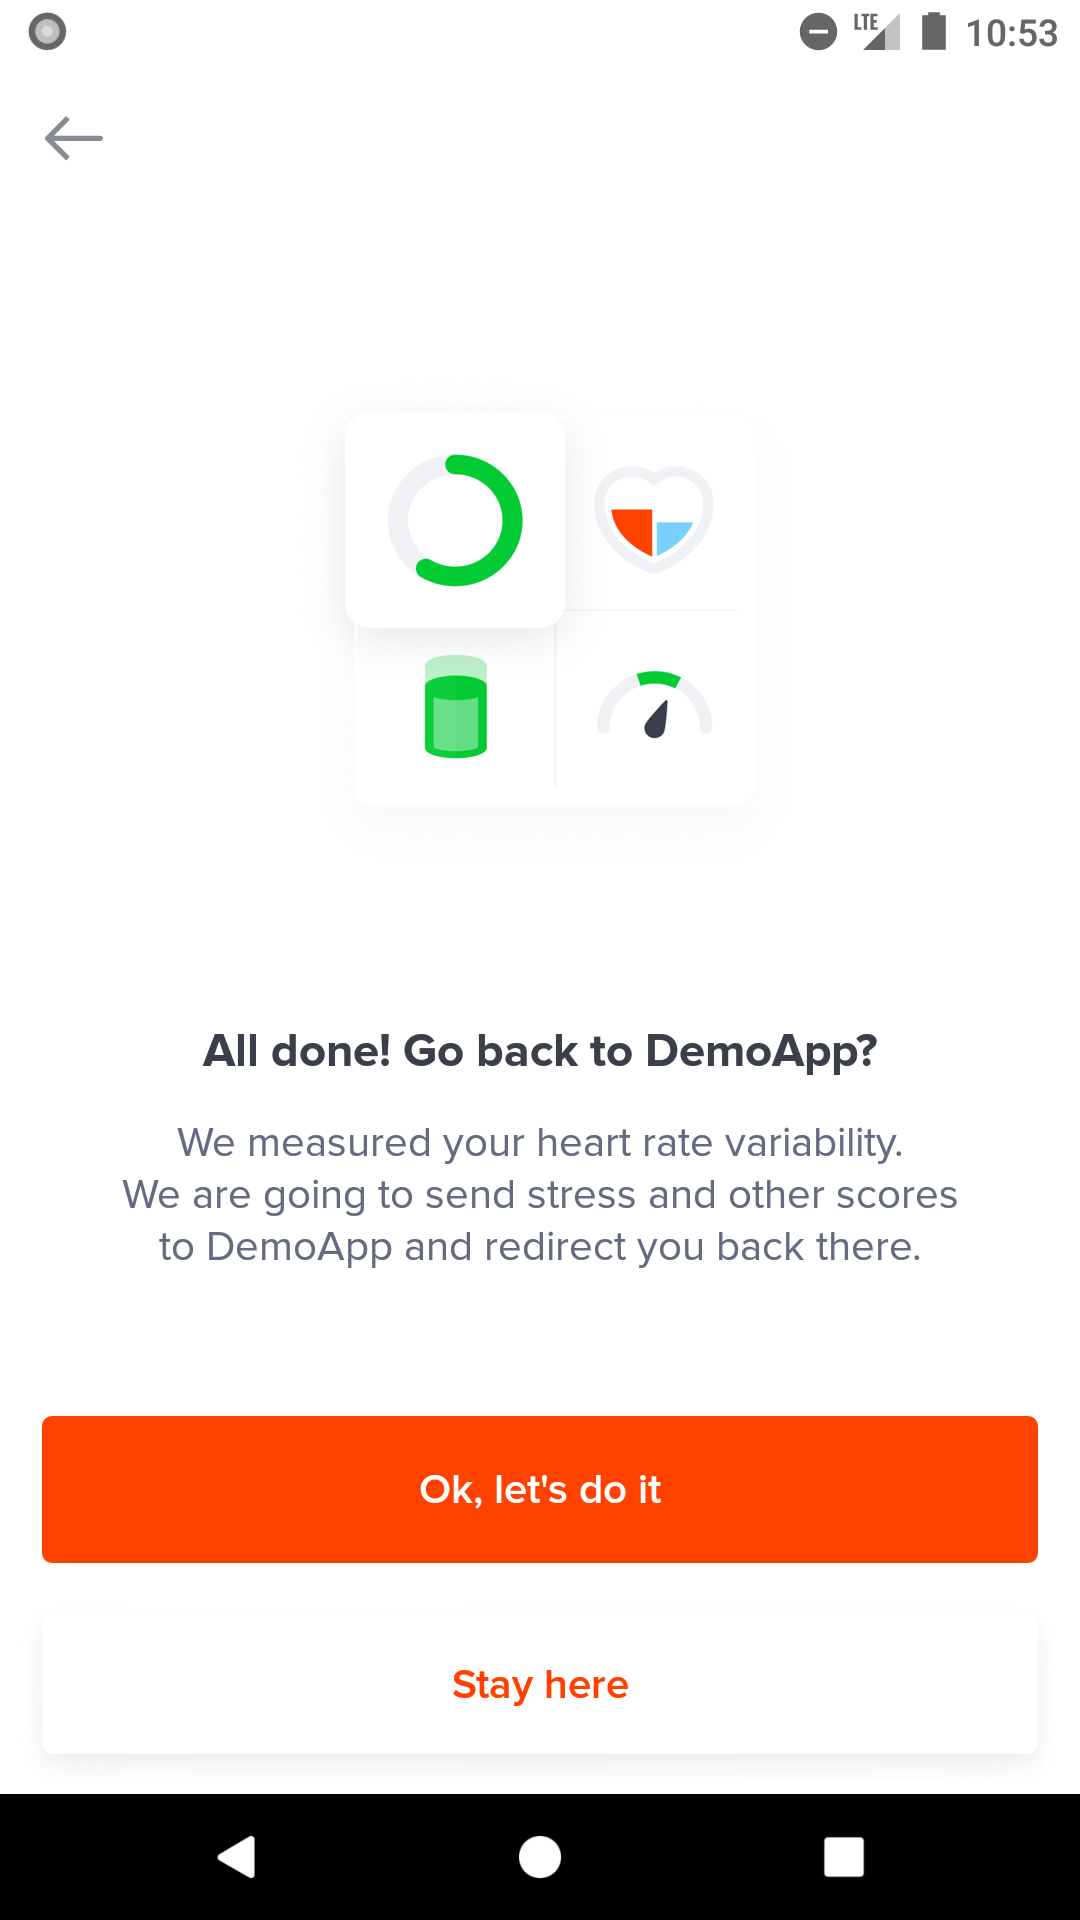 LTE 10:53
All done! Go back to DemoApp?
We measured your heart rate variability.
We are going to send stress and other scores
to DemoApp and redirect you back there.
Ok, let's do it
Stay here